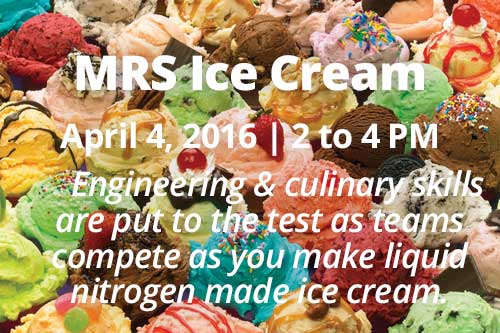 MRS Ice Cream
April 4, 2016 | 2 to 4 PM
Engineering & culinary skills
are put to the test as teams
compete as you make liquid
nitrogen made ice cream.